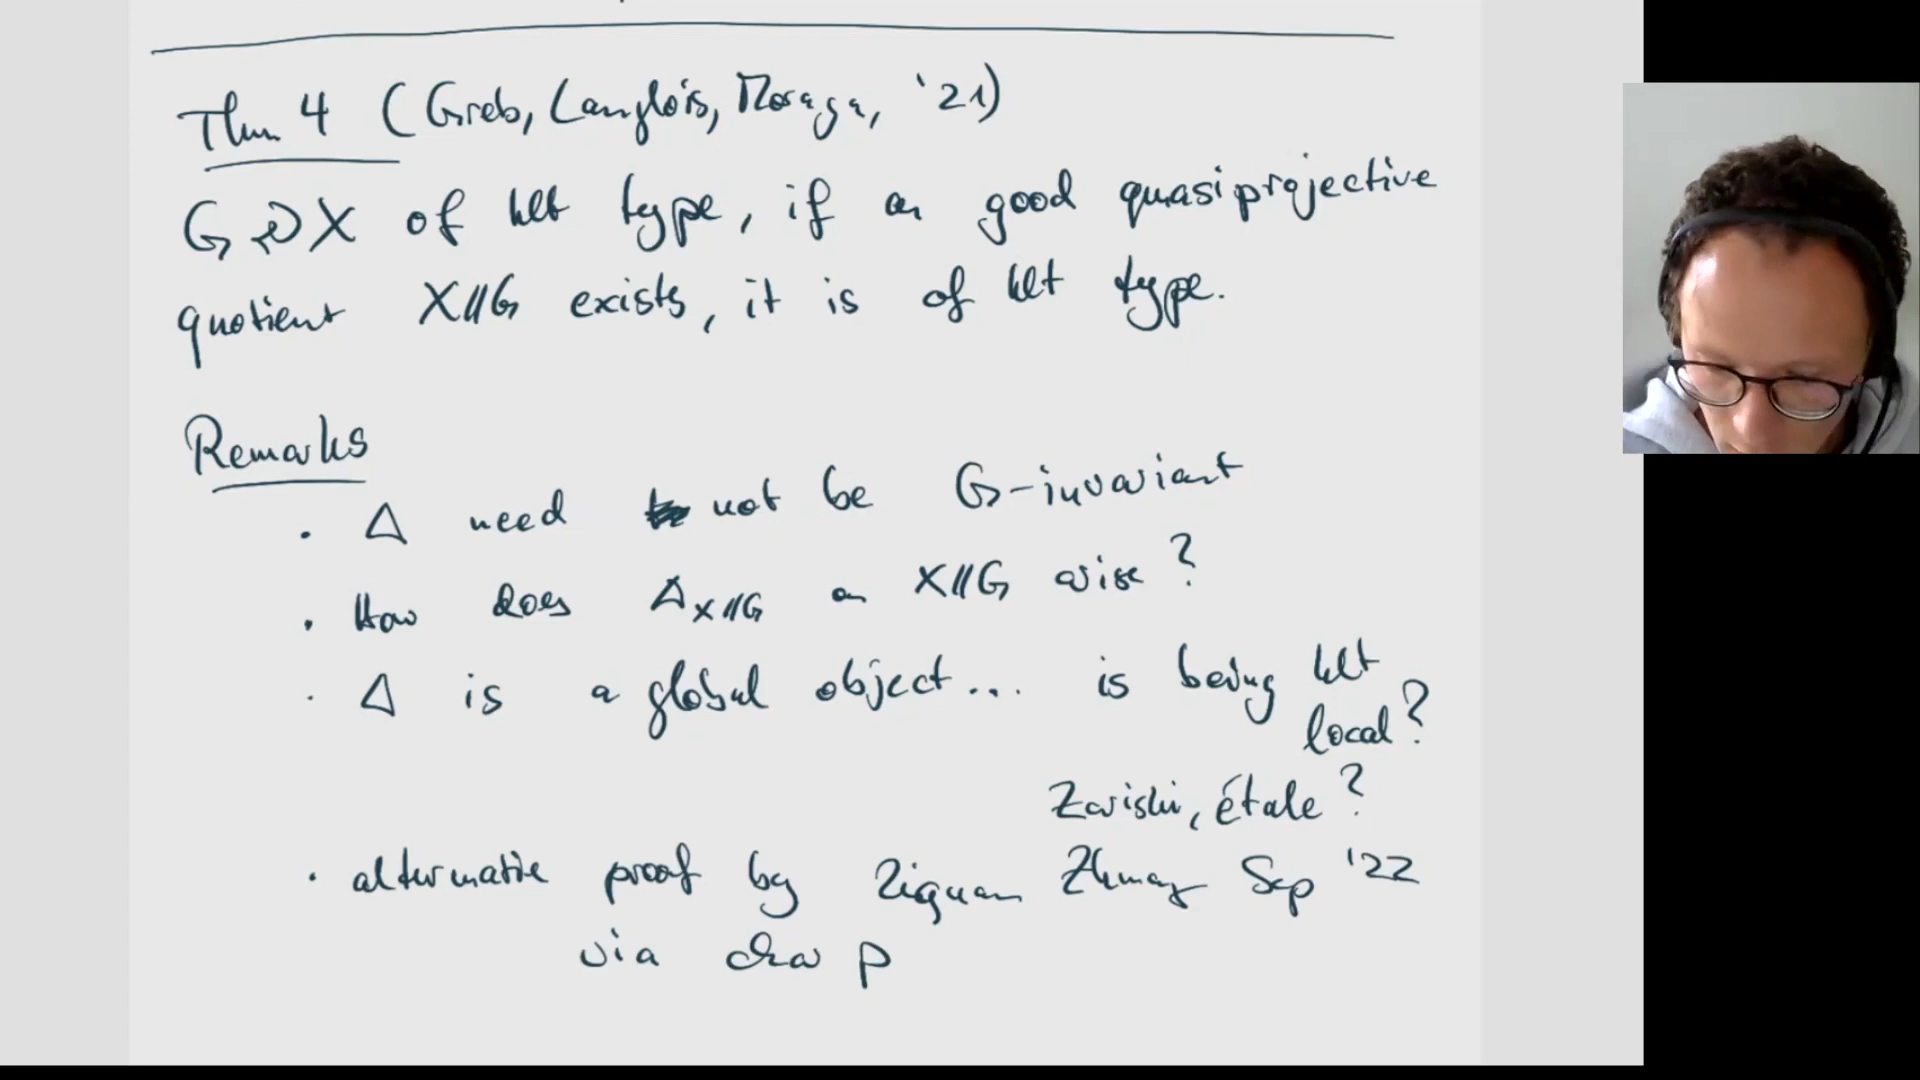 Thm 4 (Greb, Langlois, Moraga, '21)
G ↷ X of klt type, if a good quasiprojective
quotient X//G exists, it is of klt type.
Remarks
· Δ need not be G-invariant
· How does Δ_X//G on X//G arise?
· Δ is a global object... is being klt
local?
Zariski, étale?
· alternative proof by Ziquan Zhuang Sep '22
via char p